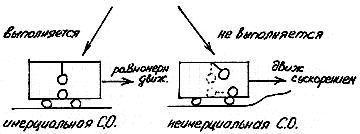 выполняется
не выполняется
равномерн
движ.
движ
с ускорением
инерциальная С.О.
неинерциальная С.О.